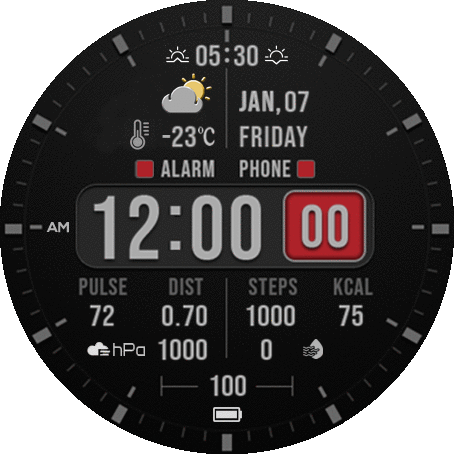 05:30
JAN,07
-23°C FRIDAY
ALARM PHONE
AM 12:00 00
PULSE DIST STEPS KCAL
72 0.70 1000 75
hPa 1000 0
100